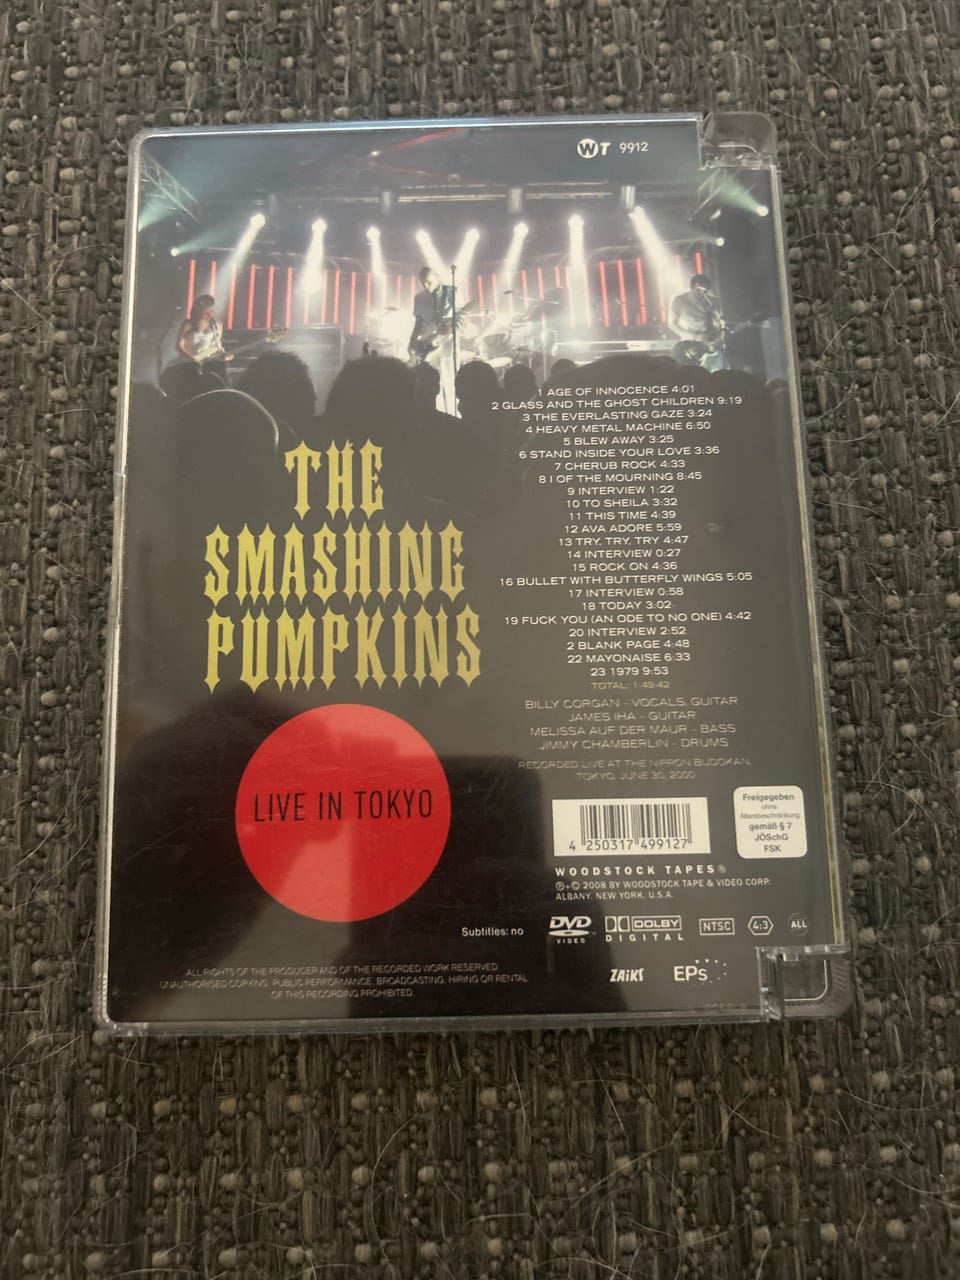 WT 9912
1 AGE OF INNOCENCE 4:01
2 GLASS AND THE GHOST CHILDREN 9:19
3 THE EVERLASTING GAZE 3:24
4 HEAVY METAL MACHINE 6:50
5 BLEW AWAY 3:25
6 STAND INSIDE YOUR LOVE 3:36
7 CHERUB ROCK 4:33
8 I OF THE MOURNING 8:45
9 INTERVIEW 1:22
10 TO SHEILA 3:32
11 THIS TIME 4:39
12 AVA ADORE 5:59
13 TRY, TRY, TRY 4:47
14 INTERVIEW 0:27
15 ROCK ON 4:36
16 BULLET WITH BUTTERFLY WINGS 5:05
17 INTERVIEW 0:58
18 TODAY 3:02
19 FUCK YOU (AN ODE TO NO ONE) 4:42
20 INTERVIEW 2:52
2 BLANK PAGE 4:48
22 MAYONAISE 6:33
23 1979 9:53
TOTAL: 1:49:42
BILLY CORGAN – VOCALS, GUITAR
JAMES IHA – GUITAR
MELISSA AUF DER MAUR – BASS
JIMMY CHAMBERLIN – DRUMS
RECORDED LIVE AT THE NIPPON BUDOKAN,
TOKYO, JUNE 30, 2000
THE
SMASHING
PUMPKINS
LIVE IN TOKYO
4 250317 499127
Freigegeben
ohne
Altersbeschränkung
gemäß § 7
JÖSchG
FSK
WOODSTOCK TAPES®
℗+© 2008 BY WOODSTOCK TAPE & VIDEO CORP.
ALBANY, NEW YORK, U.S.A.
Subtitles: no
DVD VIDEO
DOLBY DIGITAL
NTSC
4:3
ALL
ZAiKS
EPs
ALL RIGHTS OF THE PRODUCER AND OF THE RECORDED WORK RESERVED.
UNAUTHORISED COPYING, PUBLIC PERFORMANCE, BROADCASTING, HIRING OR RENTAL
OF THIS RECORDING PROHIBITED